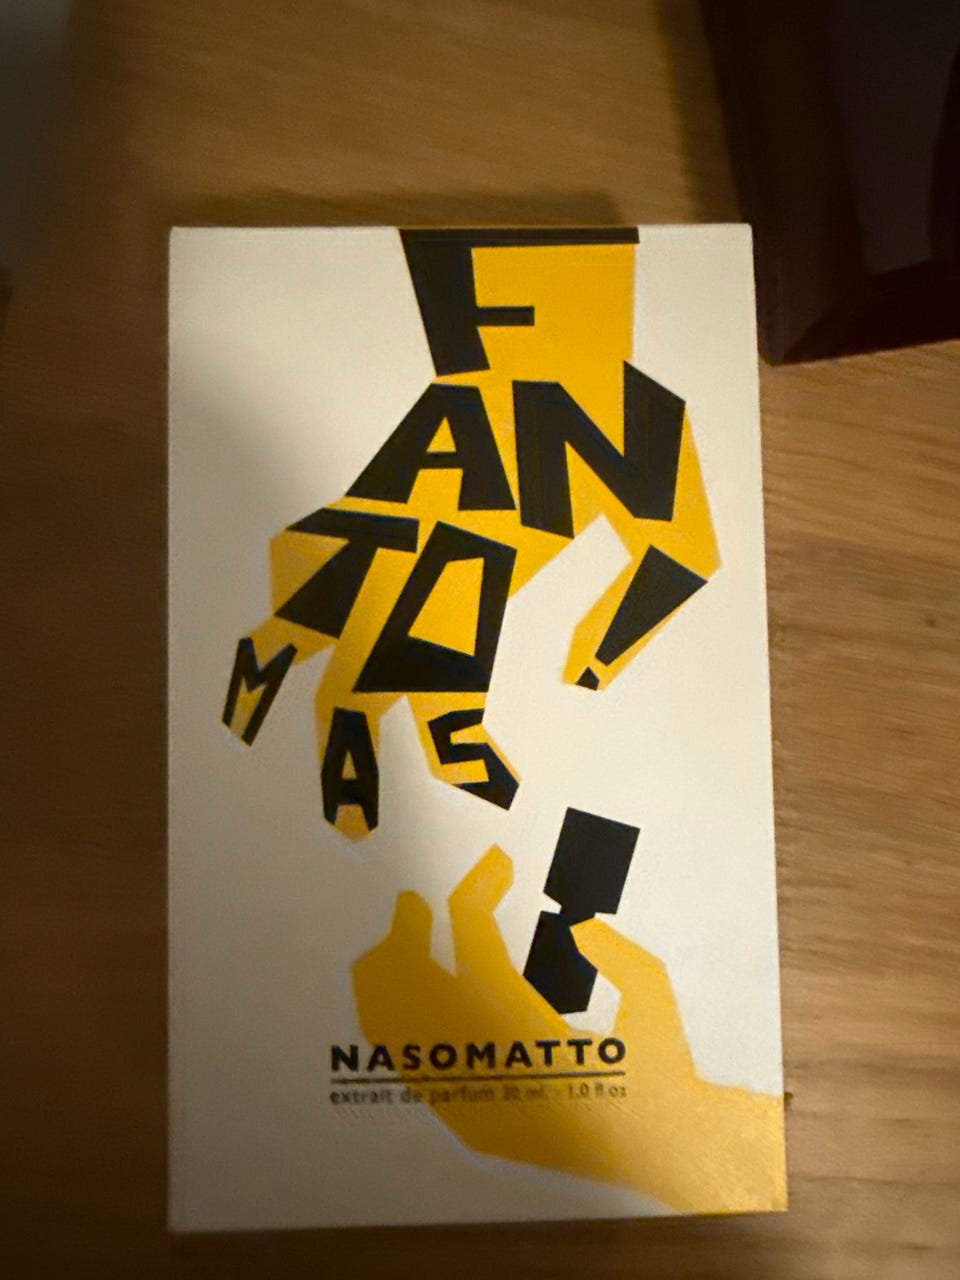 F
AN
TO!
MAS
NASOMATTO
extrait de parfum 30 ml. - 1.0 fl oz